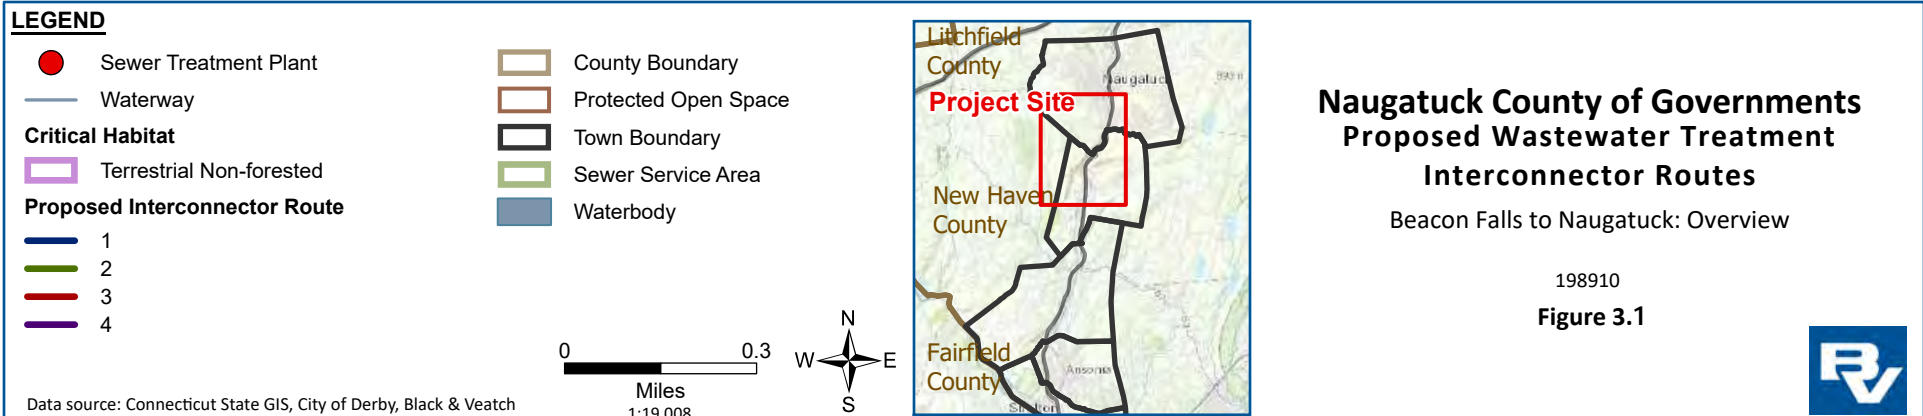 LEGEND
Sewer Treatment Plant
Waterway
Critical Habitat
Terrestrial Non-forested
Proposed Interconnector Route
1
2
3
4
County Boundary
Protected Open Space
Town Boundary
Sewer Service Area
Waterbody
0 0.3
Miles
1:19,008
N
W E
S
Data source: Connecticut State GIS, City of Derby, Black & Veatch
Litchfield
County
Naugatuck
Project Site
New Haven
County
Fairfield
County
Ansonia
Shelton
Naugatuck County of Governments
Proposed Wastewater Treatment
Interconnector Routes
Beacon Falls to Naugatuck: Overview
198910
Figure 3.1
BV